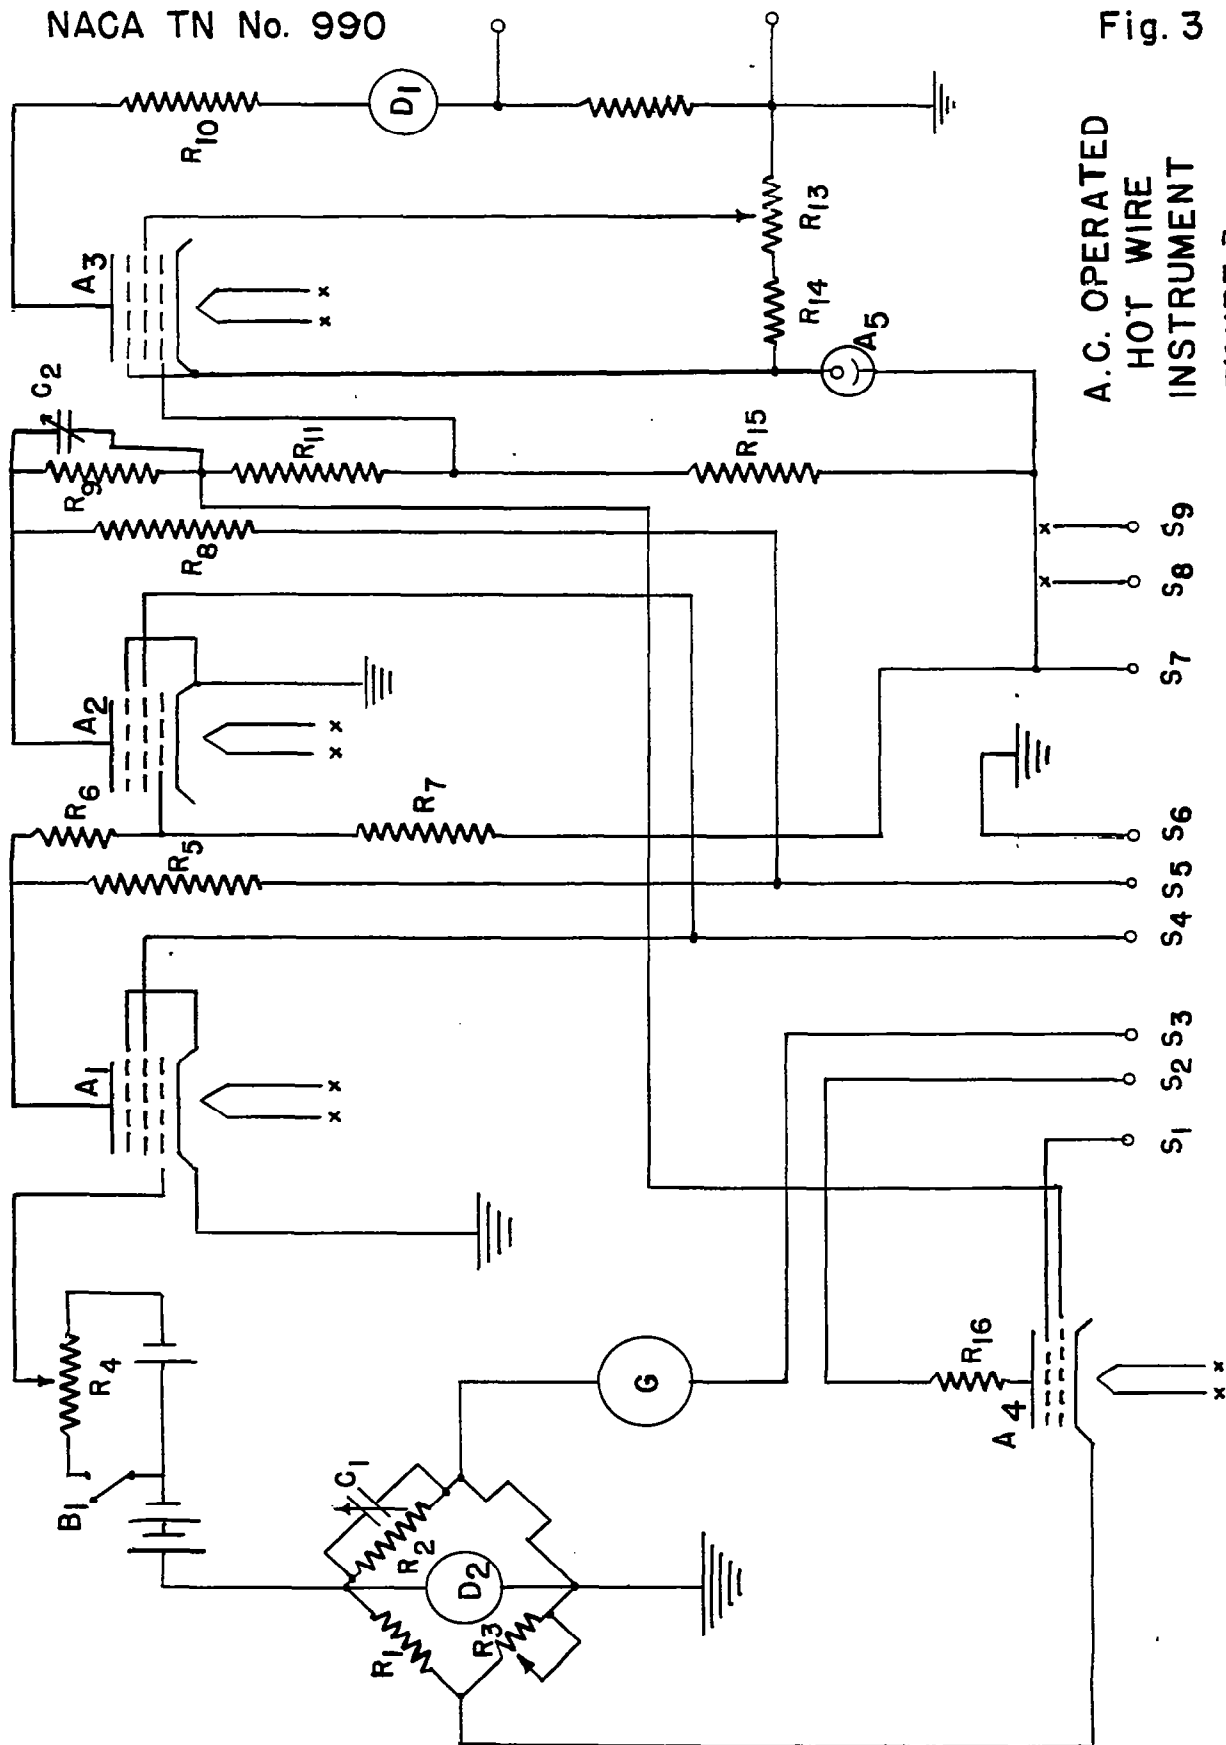 NACA TN No. 990
Fig. 3
R10
D1
A3
R13
R14
A5
C2
R9
R11
R15
R8
A2
R6
R7
R5
A1
R4
B1
C1
R2
D2
R1
R3
G
R16
A4
S1
S2
S3
S4
S5
S6
S7
S8
S9
x
x
x
x
x
x
x
x
x
x
A.C. OPERATED
HOT WIRE
INSTRUMENT